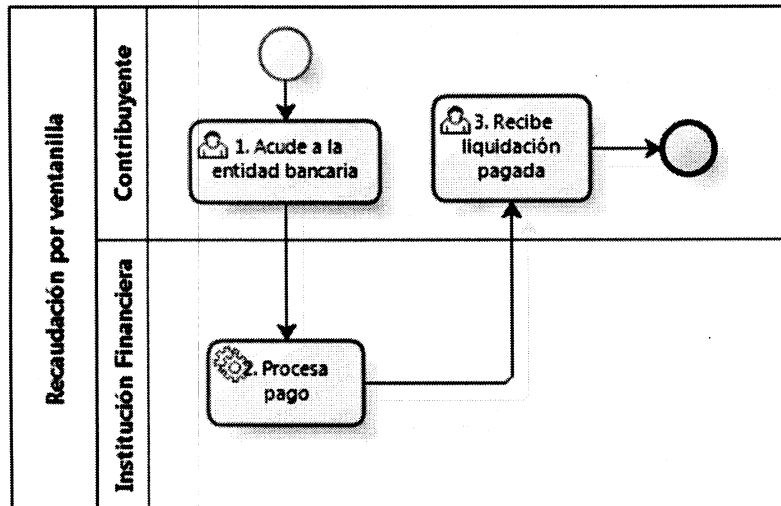 Recaudación por ventanilla
Contribuyente
Institución Financiera
1. Acude a la
entidad bancaria
2. Procesa
pago
3. Recibe
liquidación
pagada